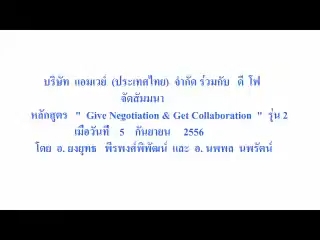 บริษัท แอมเวย์ (ประเทศไทย) จำกัด ร่วมกับ ดี โฟ
จัดสัมมนา
หลักสูตร " Give Negotiation & Get Collaboration " รุ่น 2
เมื่อวันที่ 5 กันยายน 2556
โดย อ. ยงยุทธ พีรพงศ์พิพัฒน์ และ อ. นพพล นพรัตน์